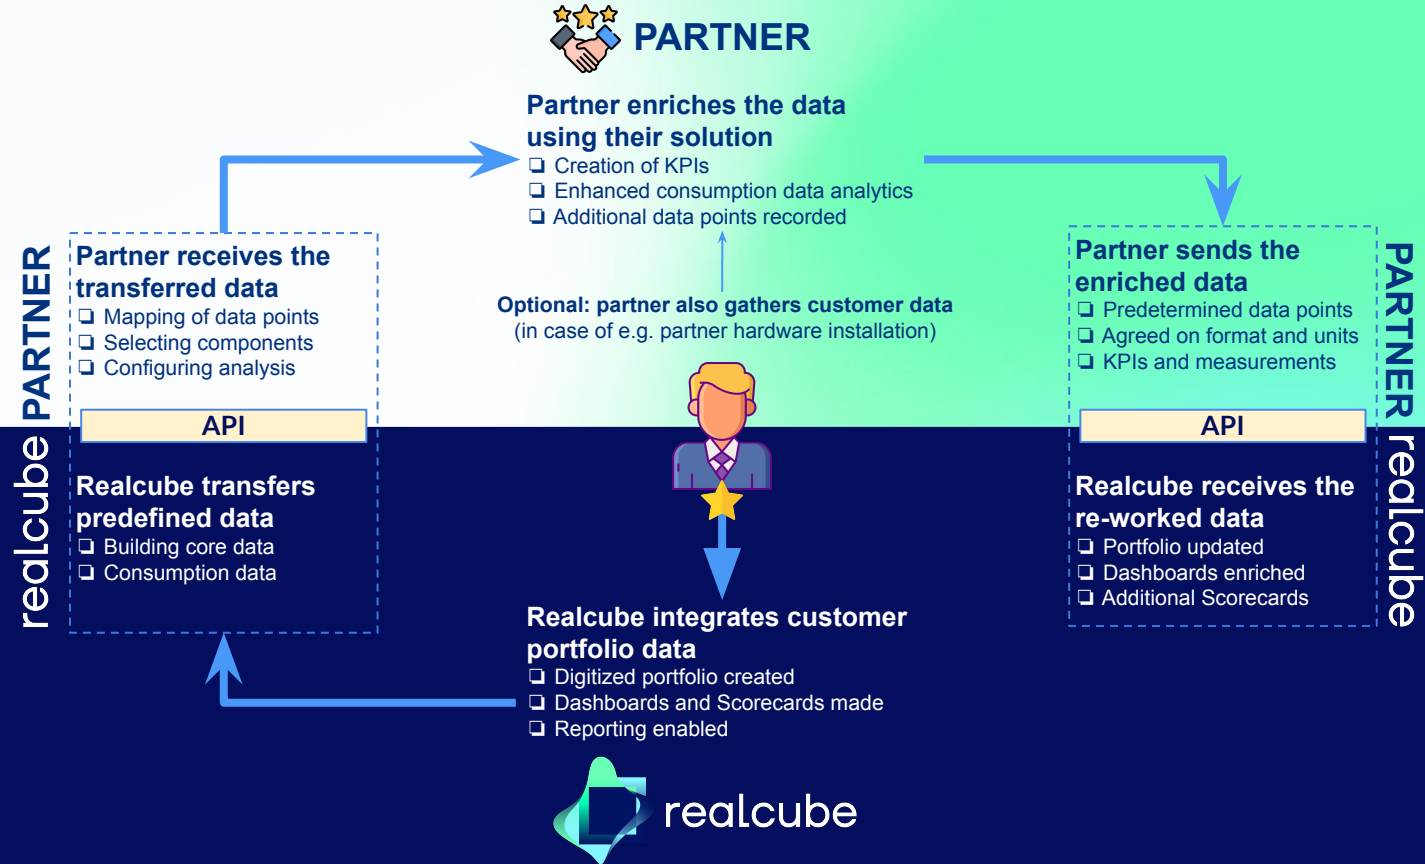 PARTNER
Partner enriches the data
using their solution
❏ Creation of KPIs
❏ Enhanced consumption data analytics
❏ Additional data points recorded
Optional: partner also gathers customer data
(in case of e.g. partner hardware installation)
realcube PARTNER
Partner receives the
transferred data
❏ Mapping of data points
❏ Selecting components
❏ Configuring analysis
API
Realcube transfers
predefined data
❏ Building core data
❏ Consumption data
Partner sends the
enriched data
❏ Predetermined data points
❏ Agreed on format and units
❏ KPIs and measurements
API
Realcube receives the
re-worked data
❏ Portfolio updated
❏ Dashboards enriched
❏ Additional Scorecards
PARTNER realcube
Realcube integrates customer
portfolio data
❏ Digitized portfolio created
❏ Dashboards and Scorecards made
❏ Reporting enabled
realcube